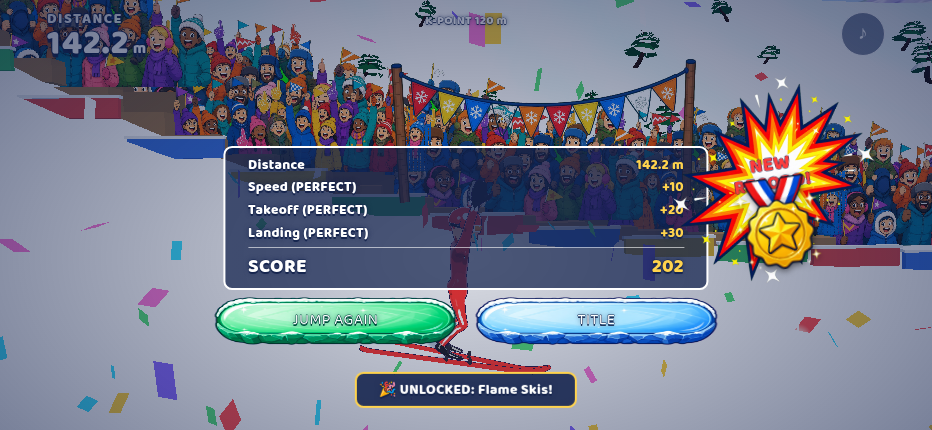 DISTANCE
142.2 m
K-POINT 120 m
♪
NEW
Distance 142.2 m
Speed (PERFECT) +10
Takeoff (PERFECT) +20
Landing (PERFECT) +30
SCORE 202
JUMP AGAIN
TITLE
🎉 UNLOCKED: Flame Skis!